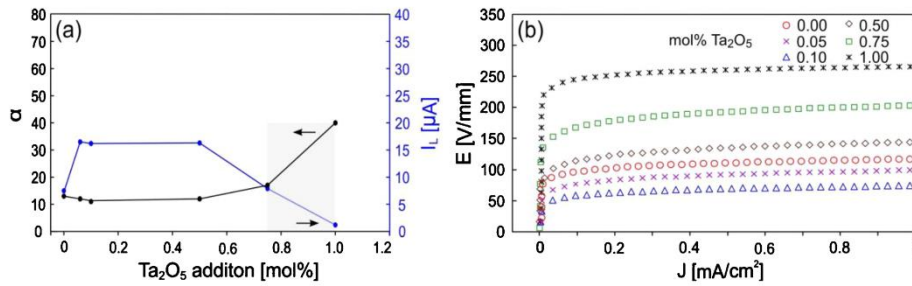 (a)
α
80
70
60
50
40
30
20
10
0
0 0.2 0.4 0.6 0.8 1.0 1.2
Ta₂O₅ additon [mol%]
40
35
30
25
20
15
10
5
0
I_L [μA]
(b)
E [V/mm]
350
300
250
200
150
100
50
0
0 0.2 0.4 0.6 0.8
J [mA/cm²]
mol% Ta₂O₅
0.00 0.50
0.05 0.75
0.10 1.00